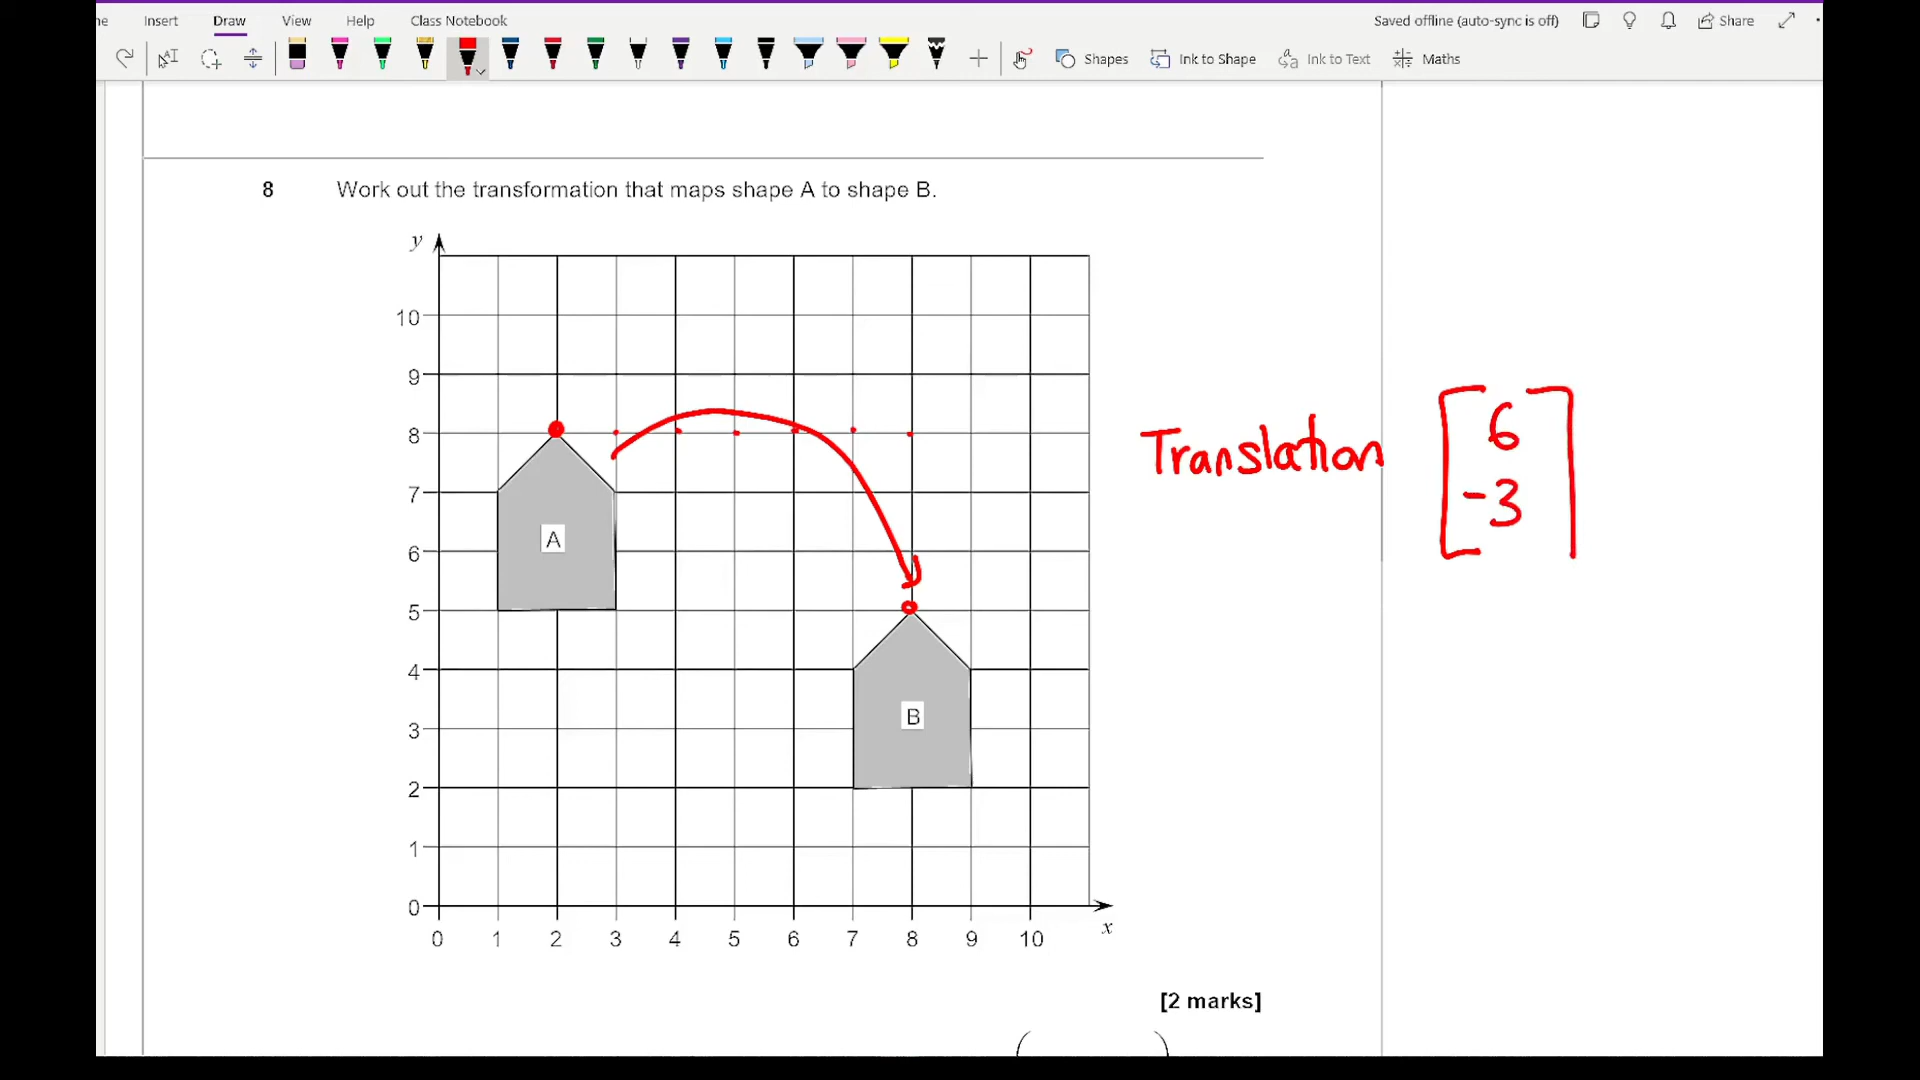 Insert Draw View Help Class Notebook Saved offline (auto-sync is off) Share
Shapes Ink to Shape Ink to Text Maths
8 Work out the transformation that maps shape A to shape B.
y
10
9
8
7
6
5
4
3
2
1
0
A
B
0 1 2 3 4 5 6 7 8 9 10
x
Translation
6
-3
[2 marks]